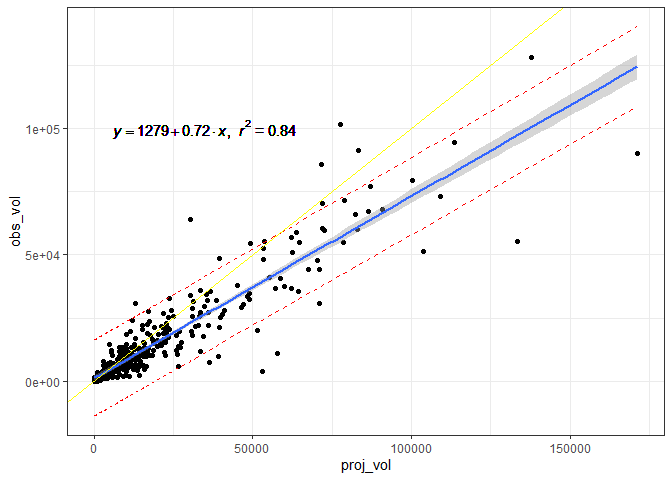 1e+05
5e+04
0e+00
obs_vol
y = 1279 + 0.72 · x, r² = 0.84
0
50000
100000
150000
proj_vol